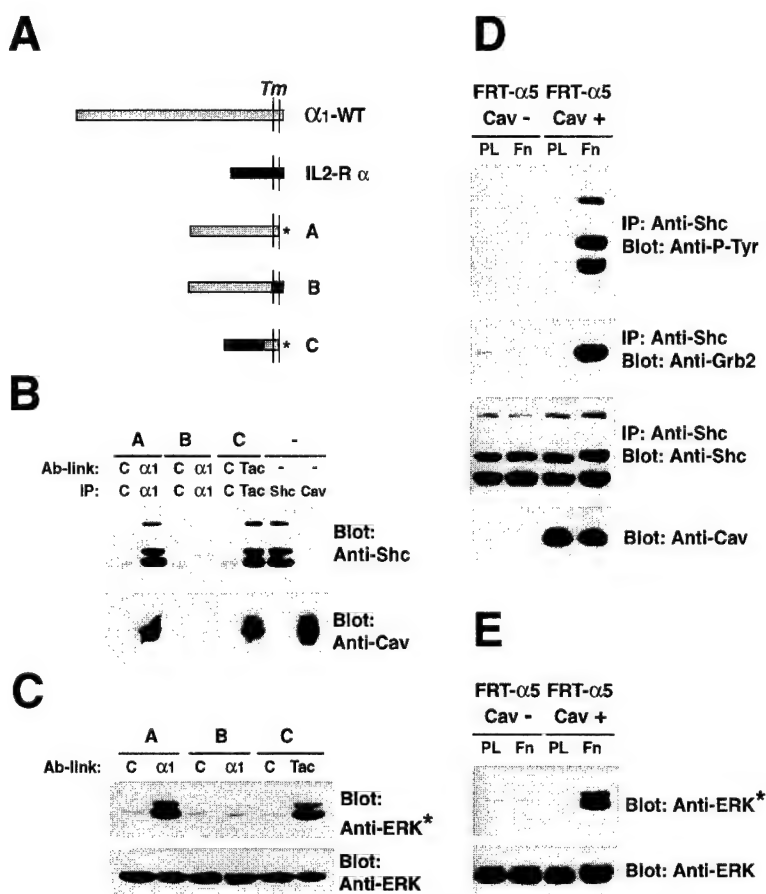 A
Tm
α1-WT
IL2-R α
* A
B
* C
B
A B C -
Ab-link: C α1 C α1 C Tac - -
IP: C α1 C α1 C Tac Shc Cav
Blot:
Anti-Shc
Blot:
Anti-Cav
C
A B C
Ab-link: C α1 C α1 C Tac
Blot:
Anti-ERK*
Blot:
Anti-ERK
D
FRT-α5 FRT-α5
Cav - Cav +
PL Fn PL Fn
IP: Anti-Shc
Blot: Anti-P-Tyr
IP: Anti-Shc
Blot: Anti-Grb2
IP: Anti-Shc
Blot: Anti-Shc
Blot: Anti-Cav
E
FRT-α5 FRT-α5
Cav - Cav +
PL Fn PL Fn
Blot: Anti-ERK*
Blot: Anti-ERK